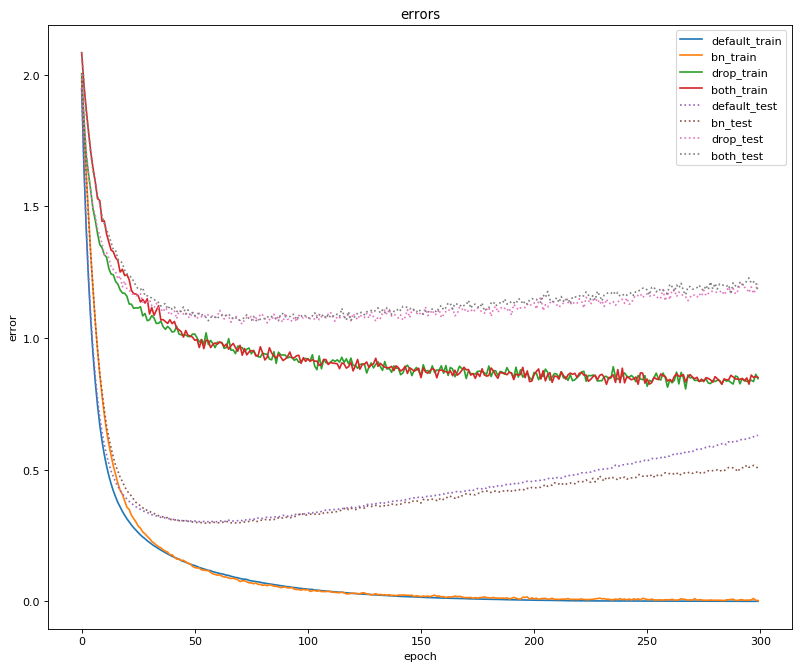 errors
default_train
bn_train
drop_train
both_train
default_test
bn_test
drop_test
both_test
error
2.0
1.5
1.0
0.5
0.0
0
50
100
150
200
250
300
epoch